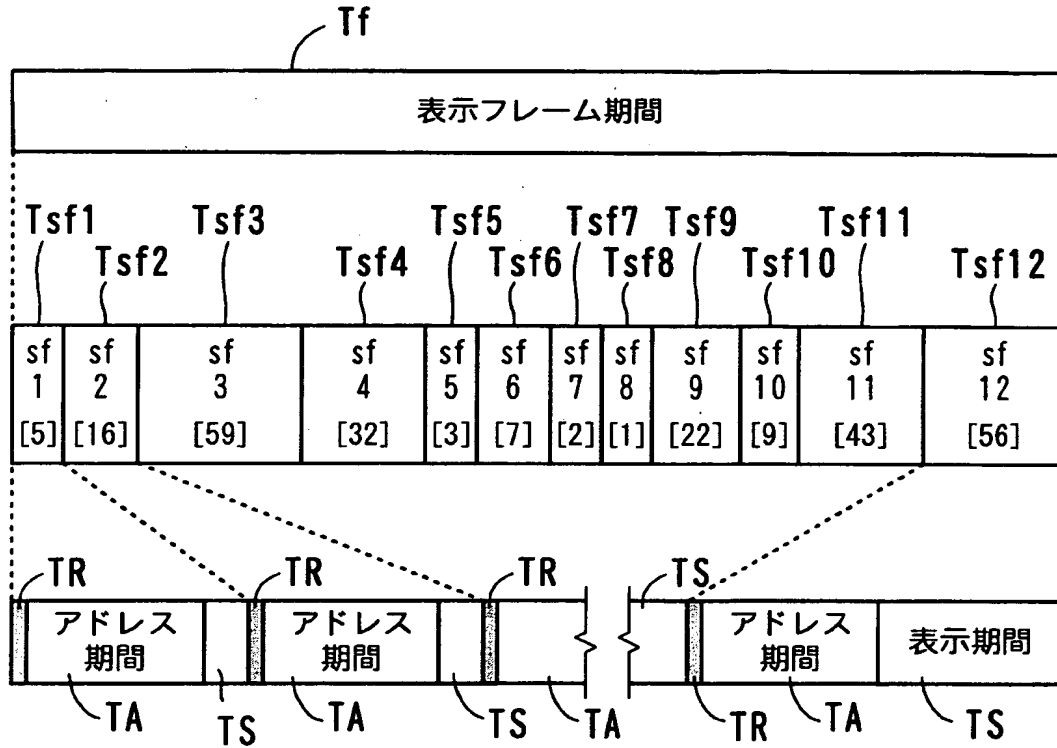 Tf
表示フレーム期間
Tsf1 Tsf3 Tsf5 Tsf7 Tsf9 Tsf11
Tsf2 Tsf4 Tsf6 Tsf8 Tsf10 Tsf12
sf sf sf sf sf sf sf sf sf sf sf sf
1 2 3 4 5 6 7 8 9 10 11 12
[5] [16] [59] [32] [3] [7] [2] [1] [22] [9] [43] [56]
TR TR TR TS
アドレス アドレス アドレス
期間 期間 期間 表示期間
TA TS TA TS TA TR TA TS